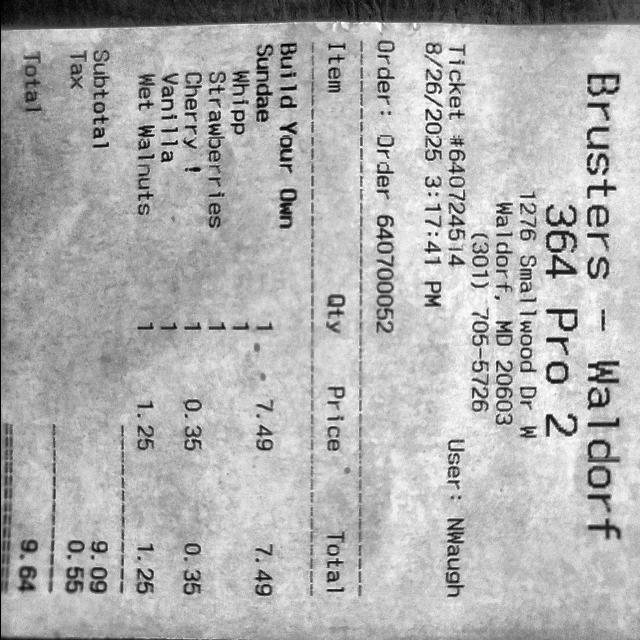 Brusters - Waldorf
364 Pro 2
1276 Smallwood Dr W
Waldorf, MD 20603
(301) 705-5726
Ticket #640724514 User: NWaugh
8/26/2025 3:17:41 PM
Order: Order 640700052
Item Qty Price Total
Build Your Own
Sundae 1 7.49 7.49
Whipp 1
Strawberries 1
Cherry ! 1 0.35 0.35
Vanilla 1
Wet Walnuts 1 1.25 1.25
Subtotal 9.09
Tax 0.55
Total 9.64